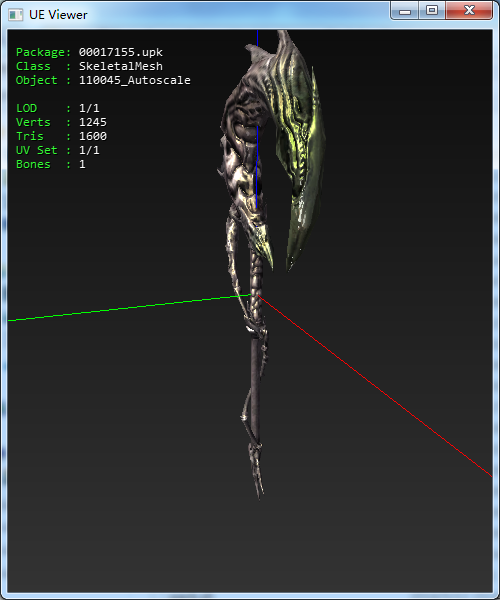 UE Viewer
Package: 00017155.upk
Class  : SkeletalMesh
Object : 110045_Autoscale
LOD    : 1/1
Verts  : 1245
Tris   : 1600
UV Set : 1/1
Bones  : 1